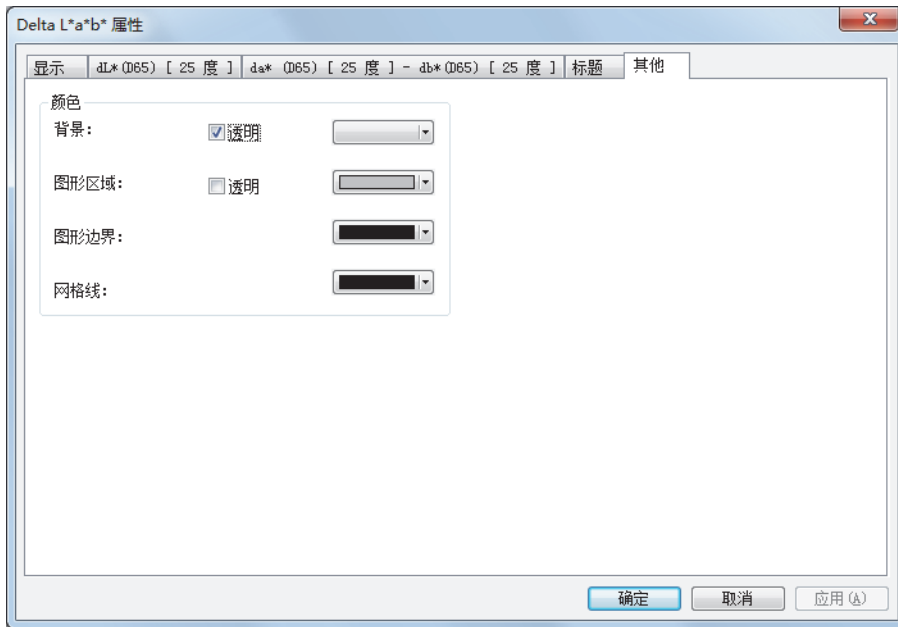 Delta L*a*b* 属性
显示 dL*(D65) [ 25 度 ] da* (D65) [ 25 度 ] - db*(D65) [ 25 度 ] 标题 其他
颜色
背景: 透明
图形区域: 透明
图形边界:
网格线:
确定 取消 应用(A)